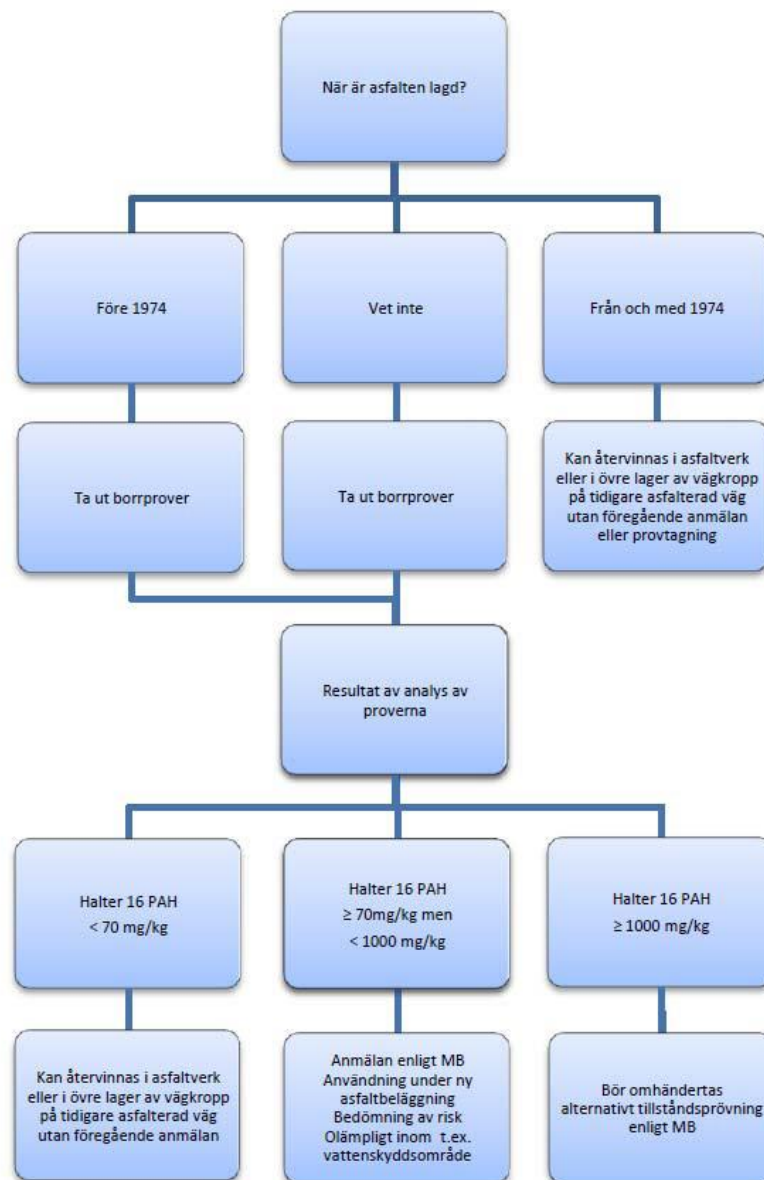 När är asfalten lagd?
Före 1974
Vet inte
Från och med 1974
Ta ut borrprover
Ta ut borrprover
Kan återvinnas i asfaltverk
eller i övre lager av vägkropp
på tidigare asfalterad väg
utan föregående anmälan
eller provtagning
Resultat av analys av
proverna
Halter 16 PAH
< 70 mg/kg
Halter 16 PAH
≥ 70mg/kg men
< 1000 mg/kg
Halter 16 PAH
≥ 1000 mg/kg
Kan återvinnas i asfaltverk
eller i övre lager av vägkropp
på tidigare asfalterad väg
utan föregående anmälan
Anmälan enligt MB
Användning under ny
asfaltbeläggning
Bedömning av risk
Olämpligt inom t.ex.
vattenskyddsområde
Bör omhändertas
alternativt tillståndsprövning
enligt MB